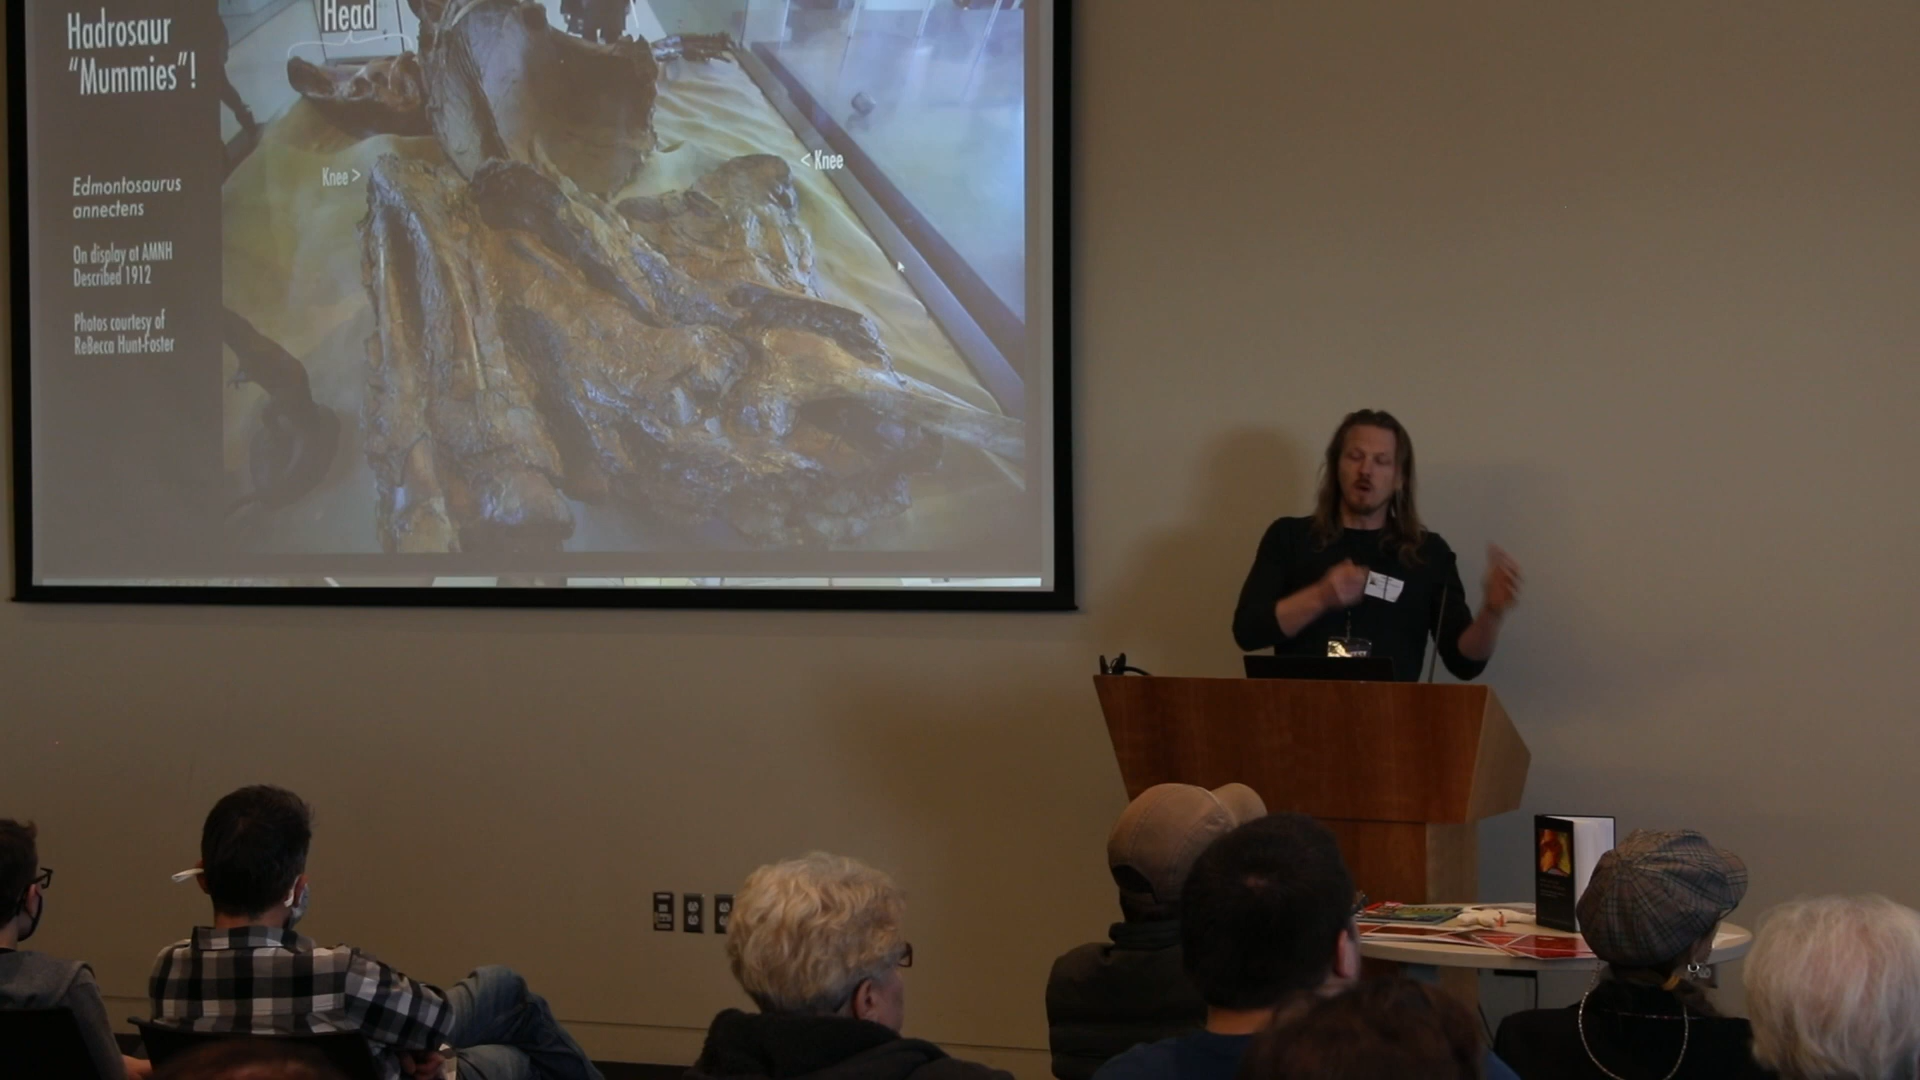 Hadrosaur
“Mummies”!
Head
Knee >
< Knee
Edmontosaurus
annectens
On display at AMNH
Described 1912
Photos courtesy of
ReBecca Hunt-Foster